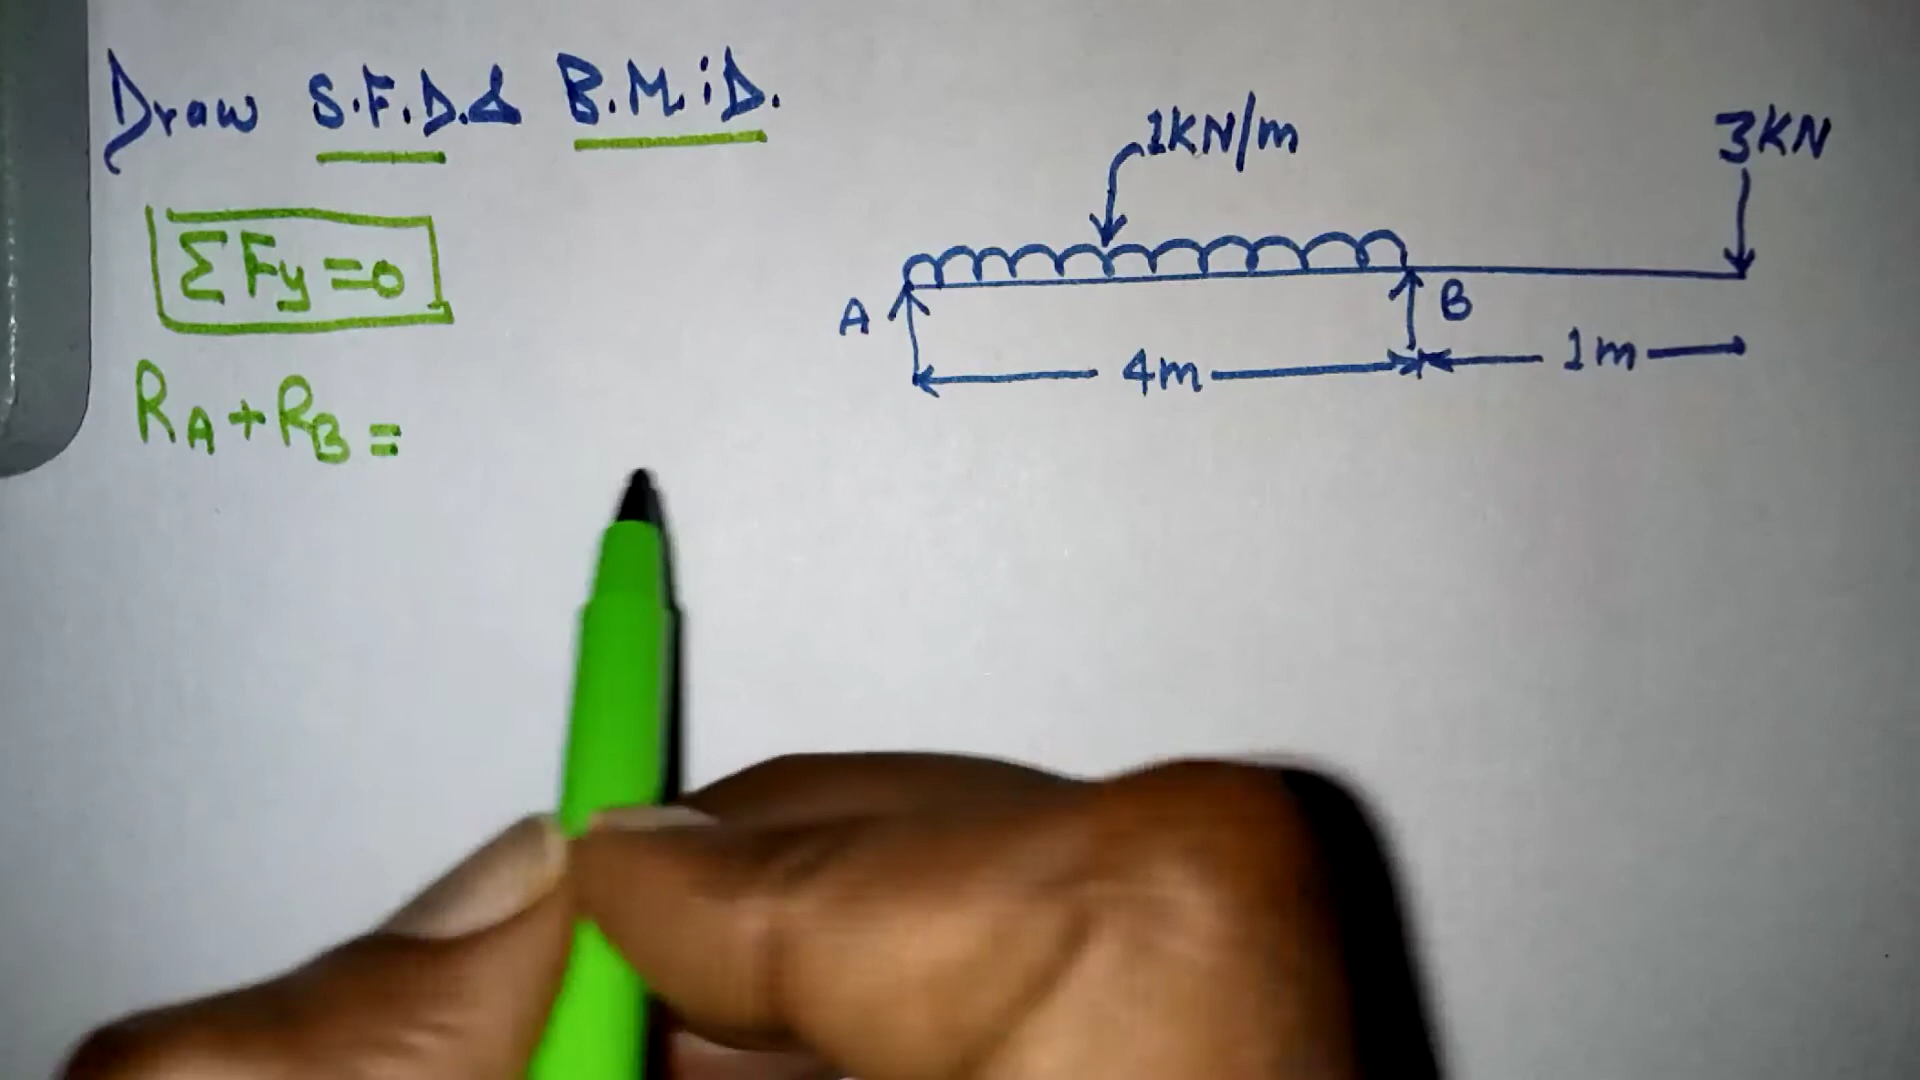 Draw S.F.D. & B.M.D.
1KN/m
3KN
ΣFy=0
A
B
4m
1m
RA+RB=